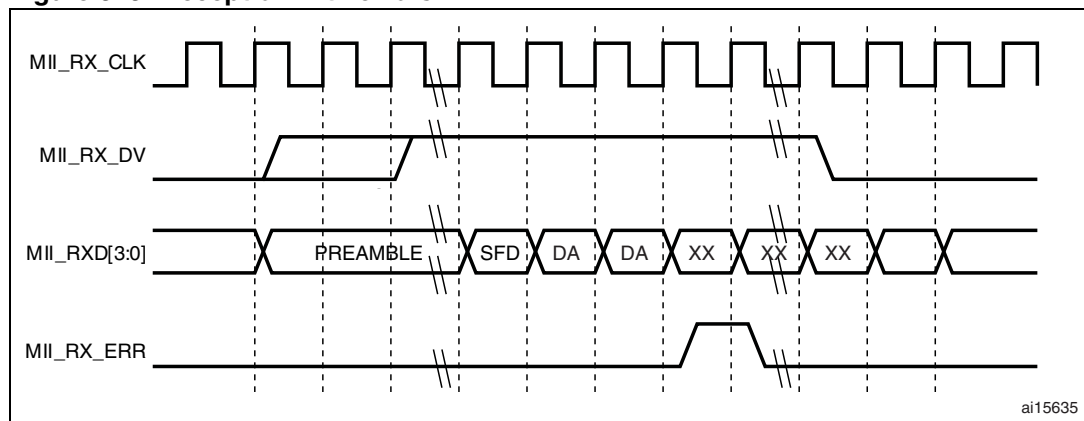 MII_RX_CLK
MII_RX_DV
MII_RXD[3:0]
PREAMBLE
SFD
DA
DA
XX
XX
XX
MII_RX_ERR
ai15635